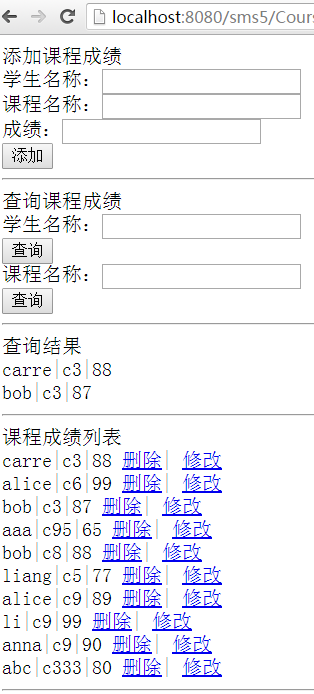 localhost:8080/sms5/Cours
添加课程成绩
学生名称：
课程名称：
成绩：
添加
查询课程成绩
学生名称：
查询
课程名称：
查询
查询结果
carre|c3|88
bob|c3|87
课程成绩列表
carre|c3|88 删除| 修改
alice|c6|99 删除| 修改
bob|c3|87 删除| 修改
aaa|c95|65 删除| 修改
bob|c8|88 删除| 修改
liang|c5|77 删除| 修改
alice|c9|89 删除| 修改
li|c9|99 删除| 修改
anna|c9|90 删除| 修改
abc|c333|80 删除| 修改